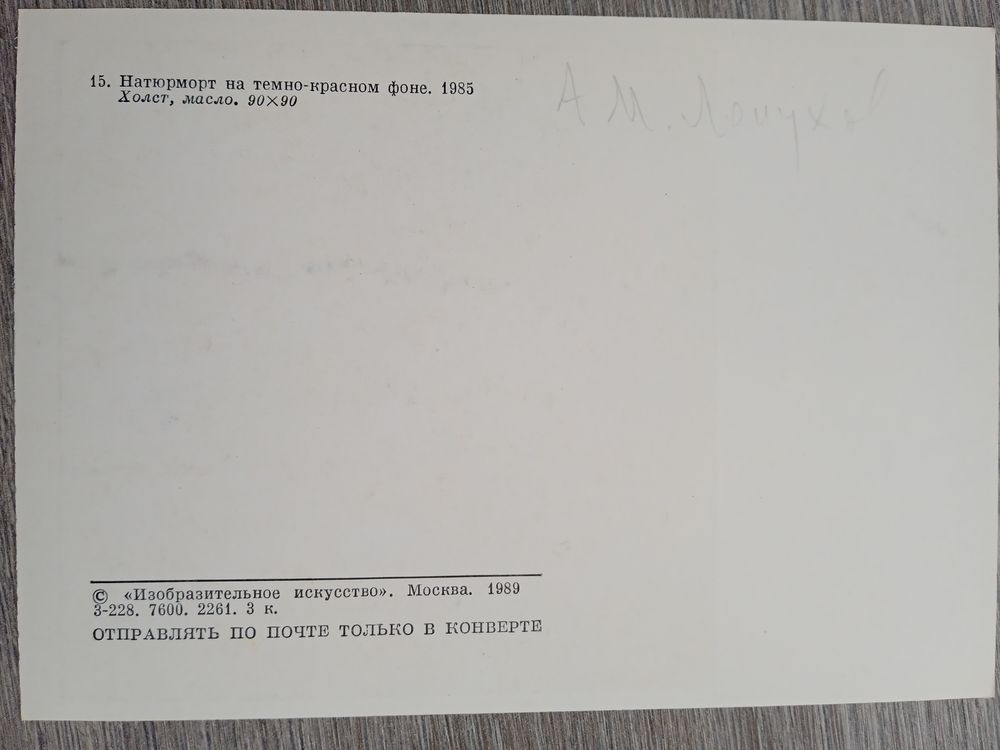 15. Натюрморт на темно-красном фоне. 1985
Холст, масло. 90×90
А М. Лопухов
© «Изобразительное искусство». Москва. 1989
3-228. 7600. 2261. 3 к.
ОТПРАВЛЯТЬ ПО ПОЧТЕ ТОЛЬКО В КОНВЕРТЕ